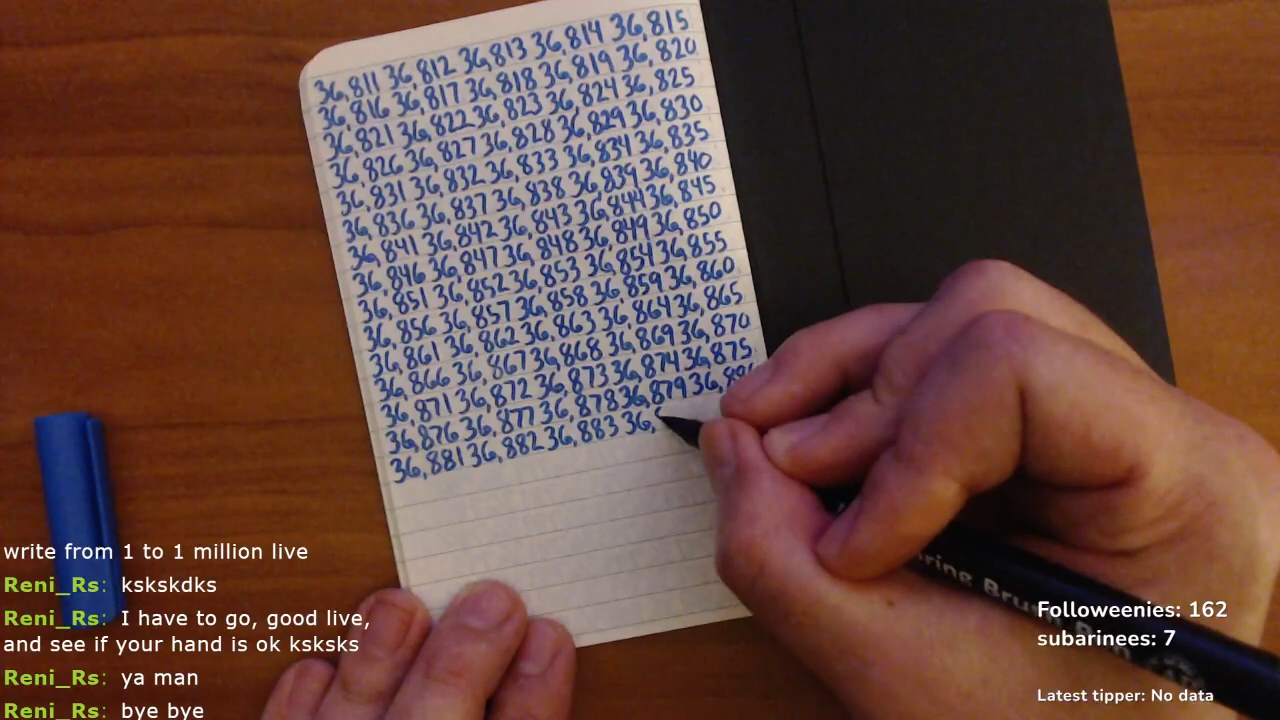 36,811 36,812 36,813 36,814 36,815
36,816 36,817 36,818 36,819 36,820
36,821 36,822 36,823 36,824 36,825
36,826 36,827 36,828 36,829 36,830
36,831 36,832 36,833 36,834 36,835
36,836 36,837 36,838 36,839 36,840
36,841 36,842 36,843 36,844 36,845
36,846 36,847 36,848 36,849 36,850
36,851 36,852 36,853 36,854 36,855
36,856 36,857 36,858 36,859 36,860
36,861 36,862 36,863 36,864 36,865
36,866 36,867 36,868 36,869 36,870
36,871 36,872 36,873 36,874 36,875
36,876 36,877 36,878 36,879
36,881 36,882 36,883 36,
write from 1 to 1 million live
Reni_Rs: kskskdks
Reni_Rs: I have to go, good live,
and see if your hand is ok ksksks
Reni_Rs: ya man
Reni_Rs: bye bye
Followeenies: 162
subarinees: 7
Latest tipper: No data